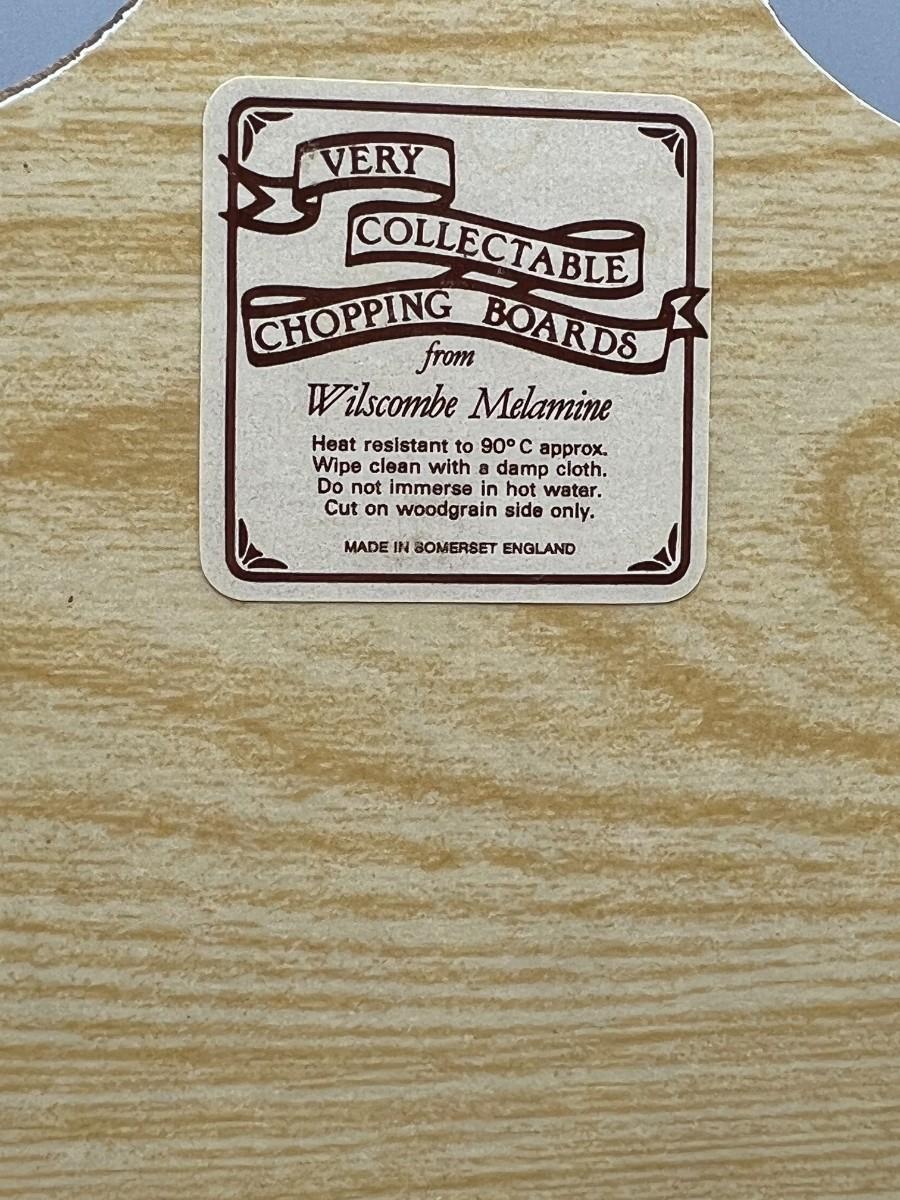 VERY
COLLECTABLE
CHOPPING BOARDS
from
Wilscombe Melamine
Heat resistant to 90° C approx.
Wipe clean with a damp cloth.
Do not immerse in hot water.
Cut on woodgrain side only.
MADE IN SOMERSET ENGLAND